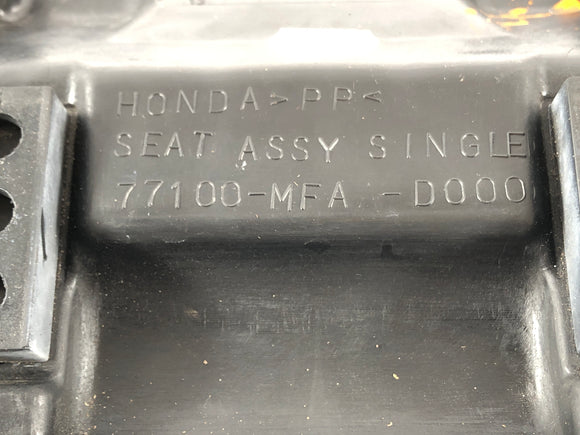 HONDA >PP<
SEAT ASSY SINGLE
77100-MFA -D000